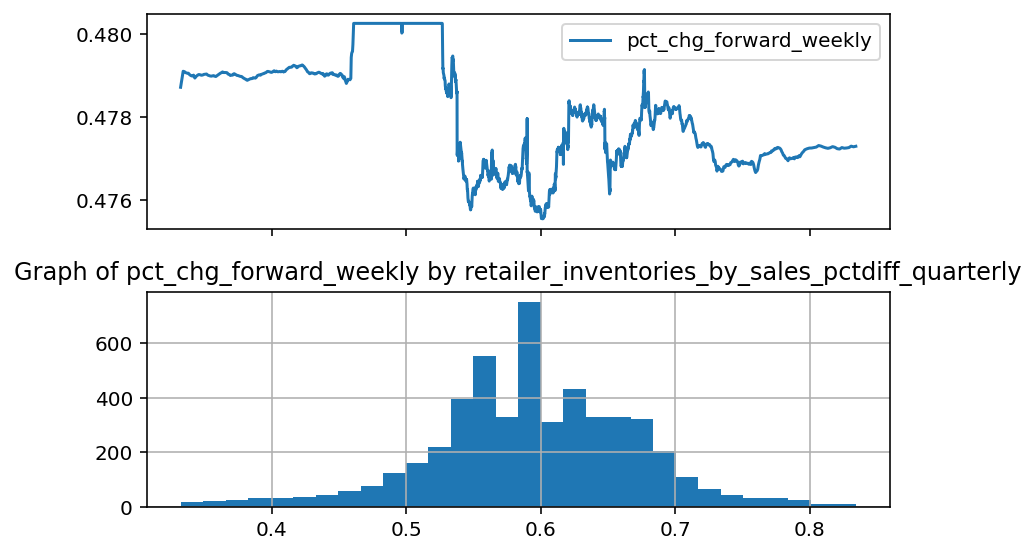 0.480
0.478
0.476
pct_chg_forward_weekly
Graph of pct_chg_forward_weekly by retailer_inventories_by_sales_pctdiff_quarterly
600
400
200
0
0.4 0.5 0.6 0.7 0.8